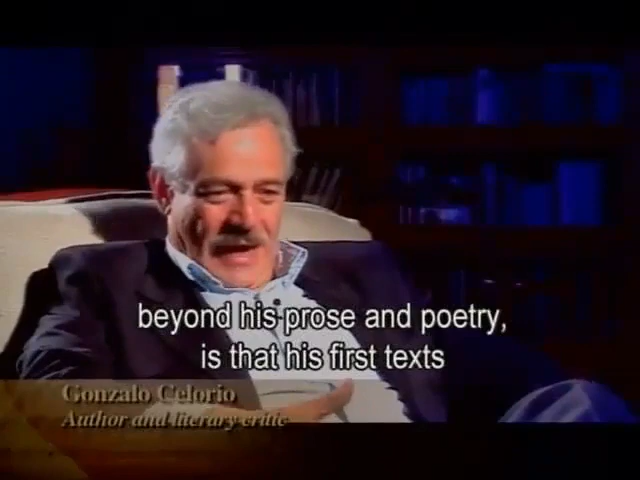 beyond his prose and poetry,
is that his first texts
Gonzalo Celorio
Author and literary critic